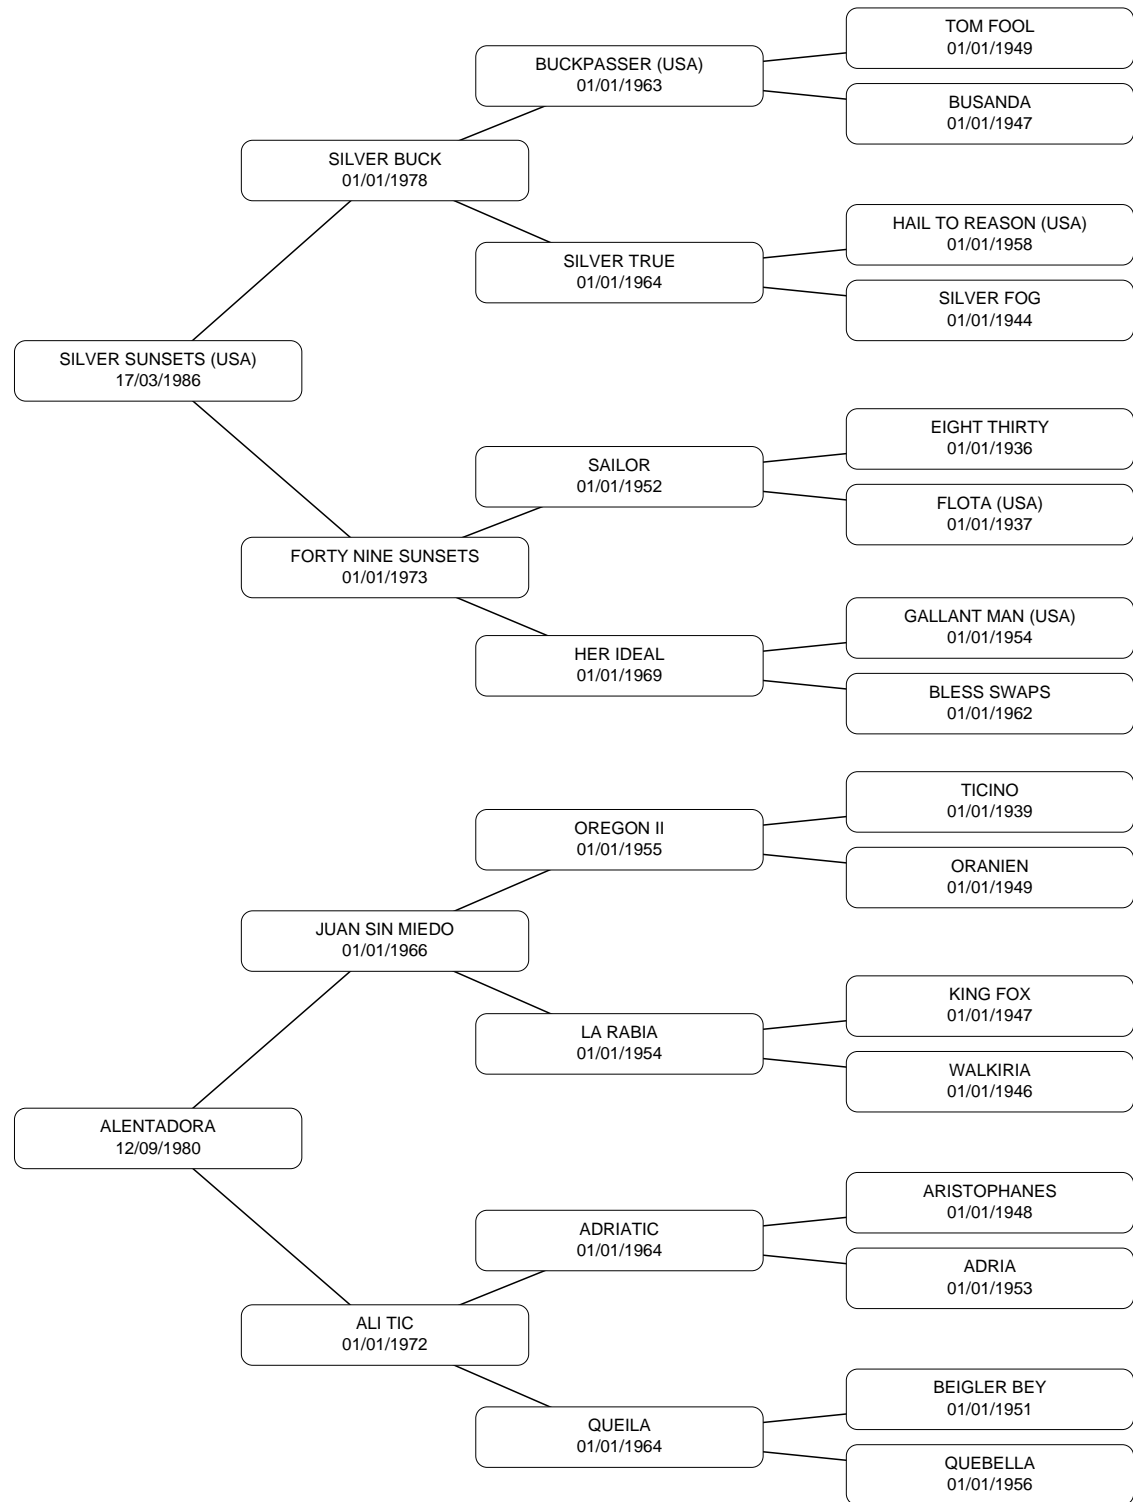 TOM FOOL
01/01/1949
BUCKPASSER (USA)
01/01/1963
BUSANDA
01/01/1947
SILVER BUCK
01/01/1978
HAIL TO REASON (USA)
01/01/1958
SILVER TRUE
01/01/1964
SILVER FOG
01/01/1944
SILVER SUNSETS (USA)
17/03/1986
EIGHT THIRTY
01/01/1936
SAILOR
01/01/1952
FLOTA (USA)
01/01/1937
FORTY NINE SUNSETS
01/01/1973
GALLANT MAN (USA)
01/01/1954
HER IDEAL
01/01/1969
BLESS SWAPS
01/01/1962
TICINO
01/01/1939
OREGON II
01/01/1955
ORANIEN
01/01/1949
JUAN SIN MIEDO
01/01/1966
KING FOX
01/01/1947
LA RABIA
01/01/1954
WALKIRIA
01/01/1946
ALENTADORA
12/09/1980
ARISTOPHANES
01/01/1948
ADRIATIC
01/01/1964
ADRIA
01/01/1953
ALI TIC
01/01/1972
BEIGLER BEY
01/01/1951
QUEILA
01/01/1964
QUEBELLA
01/01/1956